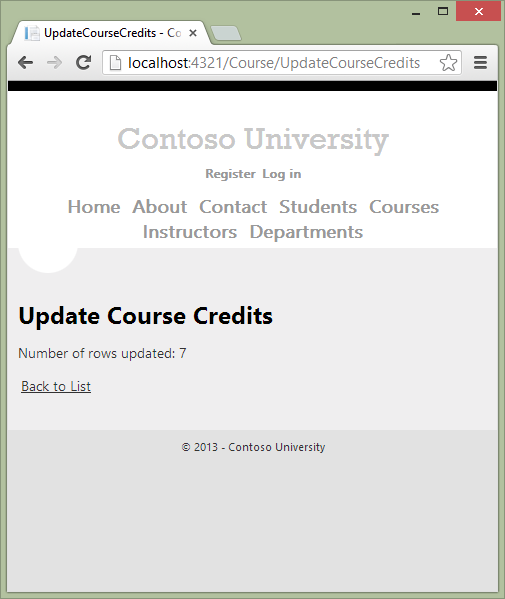 UpdateCourseCredits - Co
localhost:4321/Course/UpdateCourseCredits
Contoso University
Register Log in
Home About Contact Students Courses
Instructors Departments
Update Course Credits
Number of rows updated: 7
Back to List
© 2013 - Contoso University